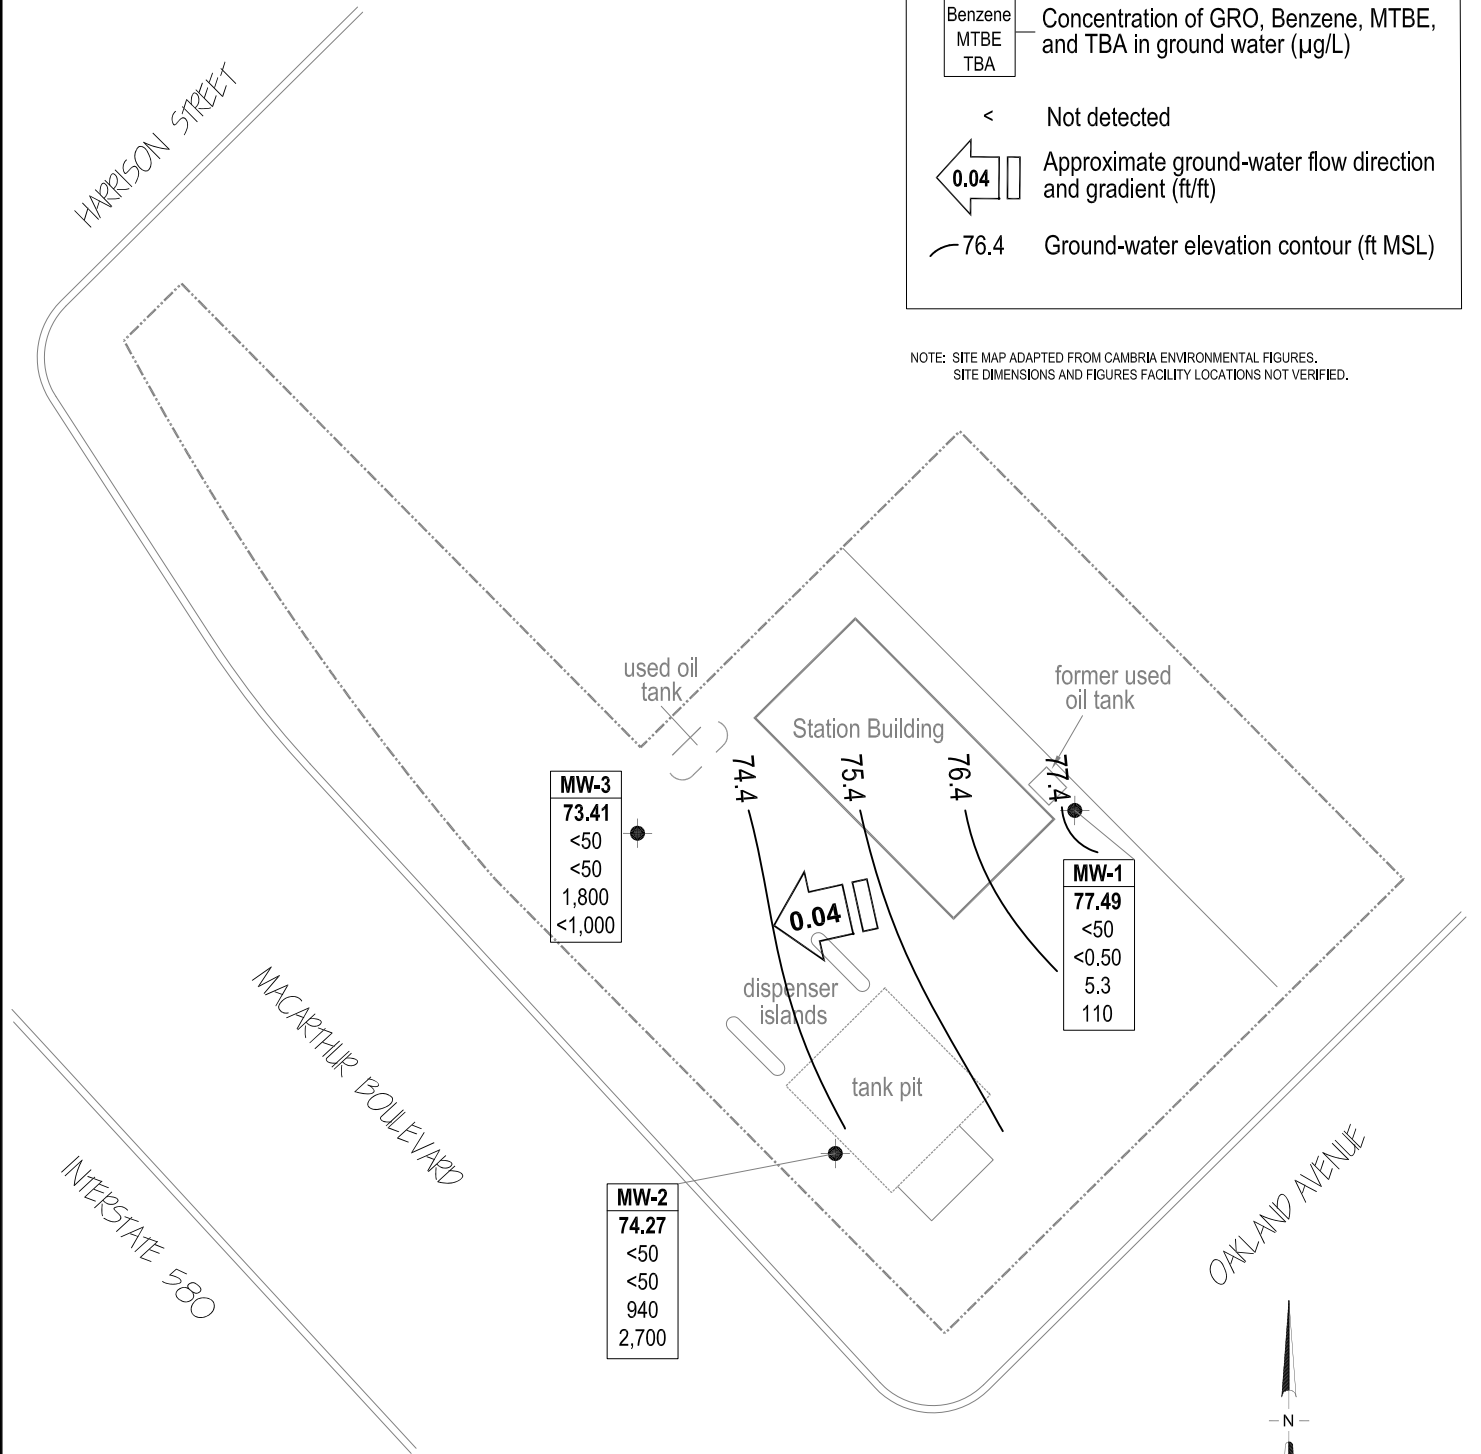 Benzene
MTBE
TBA
Concentration of GRO, Benzene, MTBE,
and TBA in ground water (µg/L)
< Not detected
0.04
Approximate ground-water flow direction
and gradient (ft/ft)
76.4 Ground-water elevation contour (ft MSL)
NOTE: SITE MAP ADAPTED FROM CAMBRIA ENVIRONMENTAL FIGURES.
SITE DIMENSIONS AND FIGURES FACILITY LOCATIONS NOT VERIFIED.
HARRISON STREET
used oil
tank
Station Building
former used
oil tank
74.4
75.4
76.4
77.4
MW-3
73.41
<50
<50
1,800
<1,000
MW-1
77.49
<50
<0.50
5.3
110
0.04
dispenser
islands
tank pit
MACARTHUR BOULEVARD
INTERSTATE 580
MW-2
74.27
<50
<50
940
2,700
OAKLAND AVENUE
N